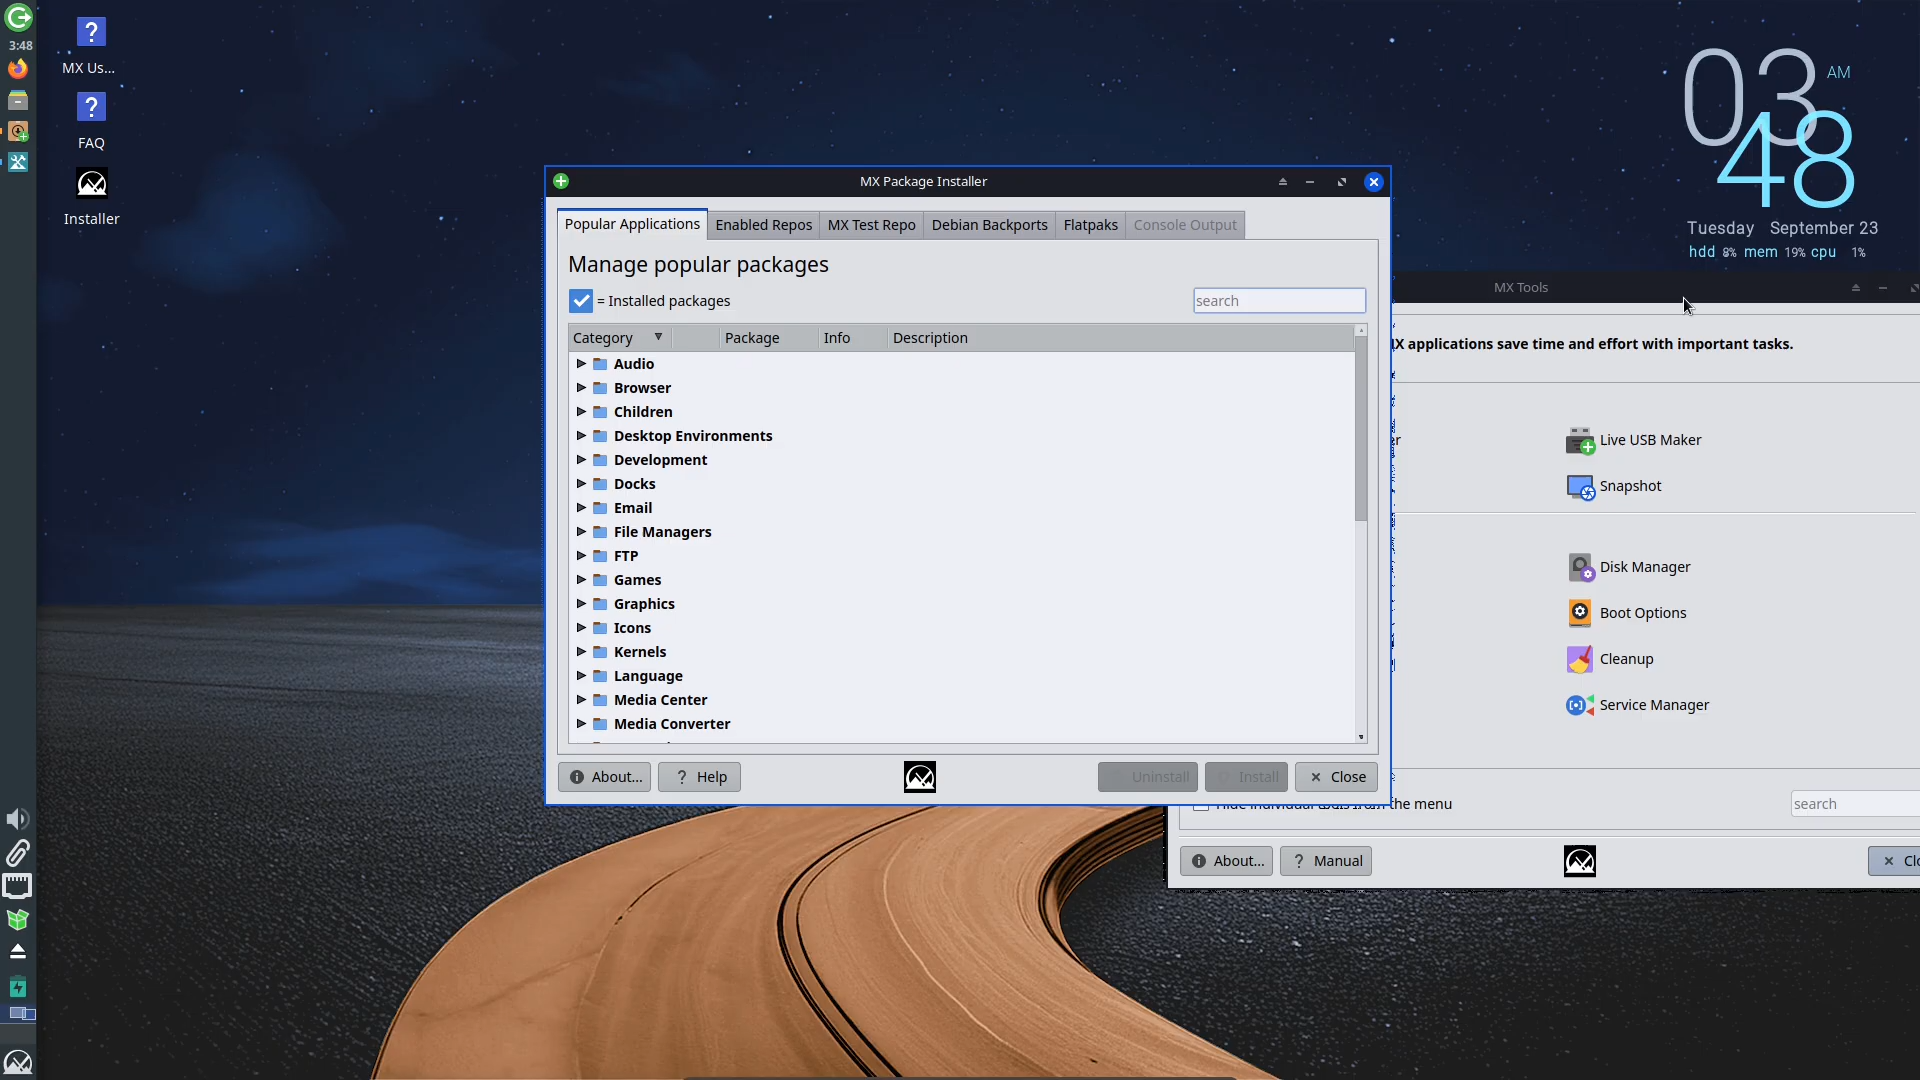 3:48
MX Us...
FAQ
Installer
03 AM
48
Tuesday September 23
hdd 8% mem 19% cpu 1%
MX Package Installer
Popular Applications Enabled Repos MX Test Repo Debian Backports Flatpaks Console Output
Manage popular packages
= Installed packages
search
Category Package Info Description
Audio
Browser
Children
Desktop Environments
Development
Docks
Email
File Managers
FTP
Games
Graphics
Icons
Kernels
Language
Media Center
Media Converter
About... Help Uninstall Install Close
MX Tools
X applications save time and effort with important tasks.
Live USB Maker
Snapshot
Disk Manager
Boot Options
Cleanup
Service Manager
Hide individual tools from the menu
search
About... Manual Clo